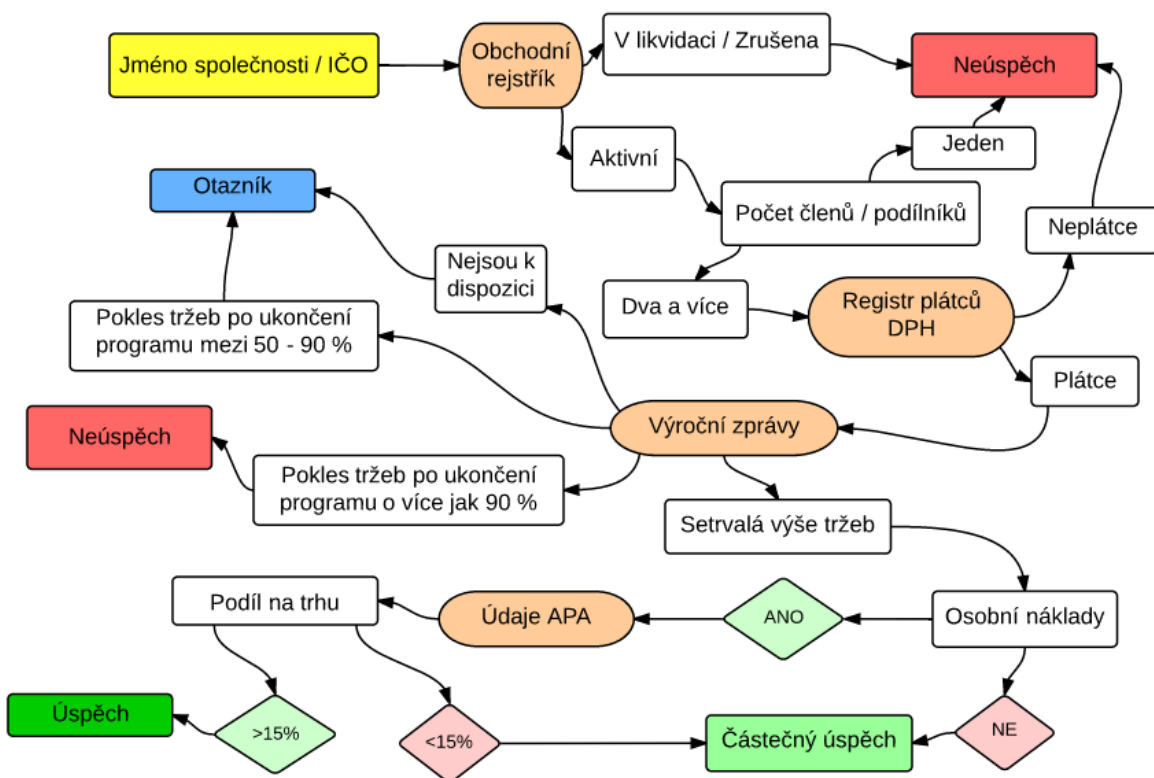 Jméno společnosti / IČO
Obchodní
rejstřík
V likvidaci / Zrušena
Neúspěch
Aktivní
Jeden
Počet členů / podílníků
Otazník
Neplátce
Nejsou k
dispozici
Dva a více
Registr plátců
DPH
Pokles tržeb po ukončení
programu mezi 50 - 90 %
Plátce
Neúspěch
Výroční zprávy
Pokles tržeb po ukončení
programu o více jak 90 %
Setrvalá výše tržeb
Podíl na trhu
Údaje APA
ANO
Osobní náklady
Úspěch
>15%
<15%
Částečný úspěch
NE